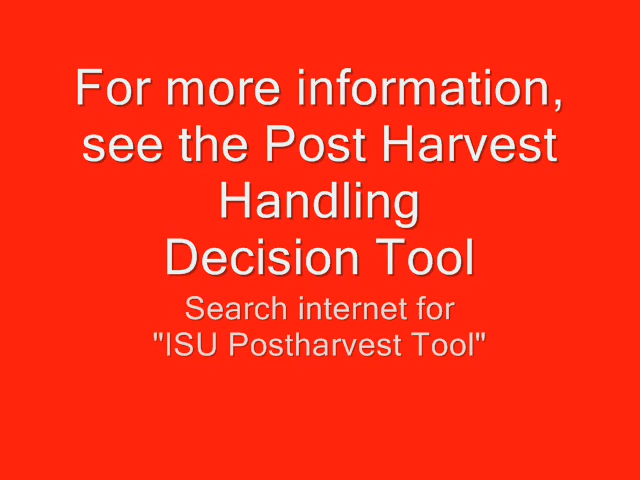 For more information,
see the Post Harvest
Handling
Decision Tool
Search internet for
"ISU Postharvest Tool"